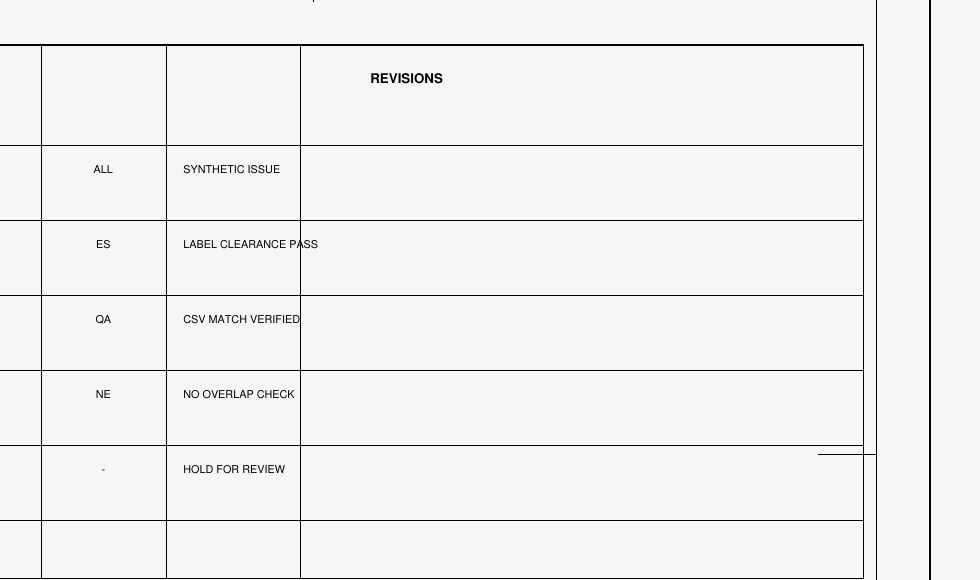 REVISIONS
ALL SYNTHETIC ISSUE
ES LABEL CLEARANCE PASS
QA CSV MATCH VERIFIED
NE NO OVERLAP CHECK
- HOLD FOR REVIEW